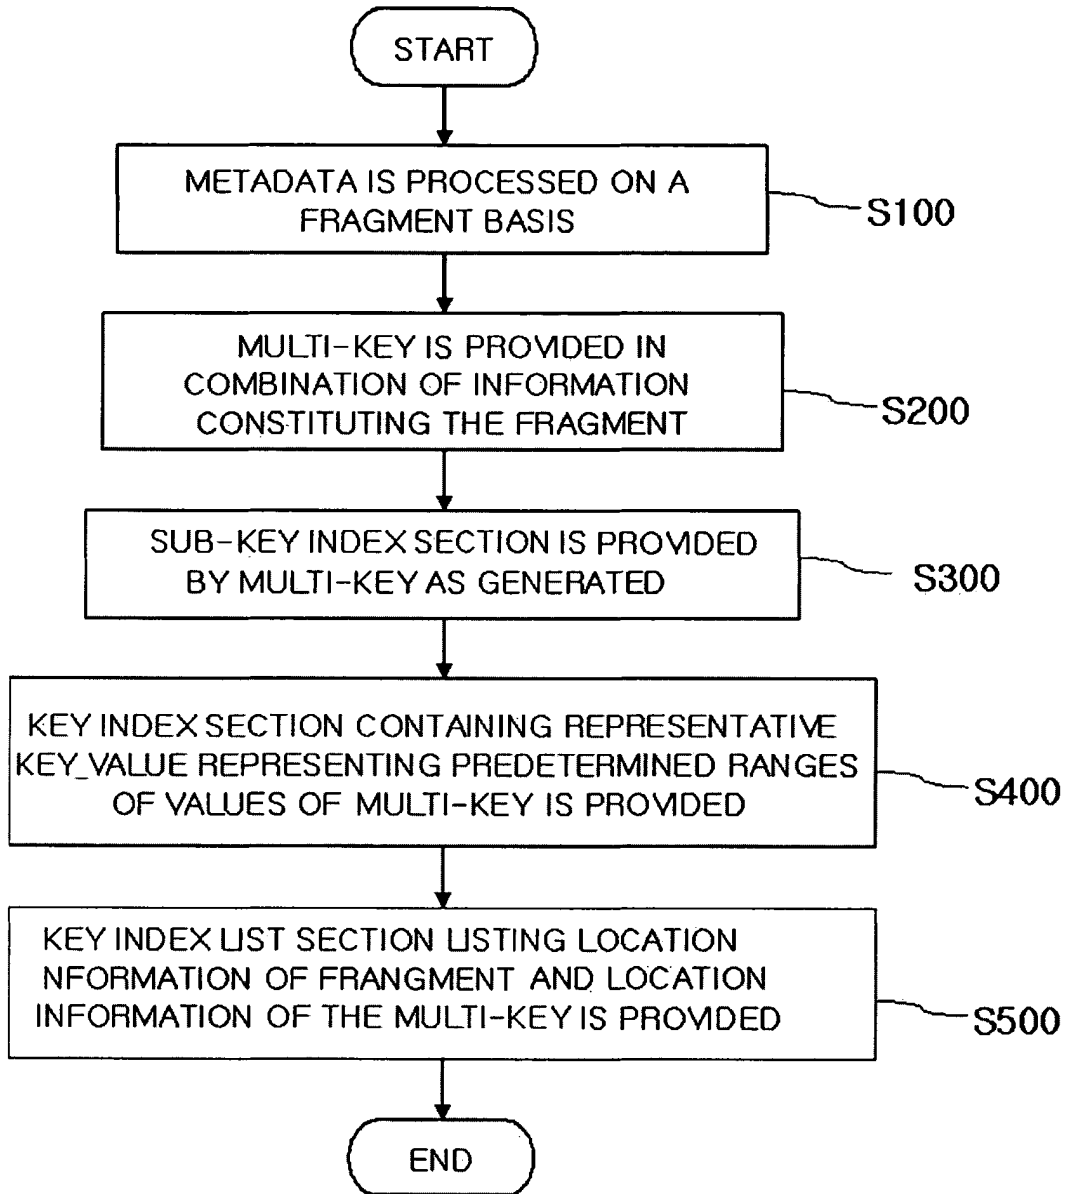 START
METADATA IS PROCESSED ON A
FRAGMENT BASIS
S100
MULTI-KEY IS PROVIDED IN
COMBINATION OF INFORMATION
CONSTITUTING THE FRAGMENT
S200
SUB-KEY INDEX SECTION IS PROVIDED
BY MULTI-KEY AS GENERATED
S300
KEY INDEX SECTION CONTAINING REPRESENTATIVE
KEY_VALUE REPRESENTING PREDETERMINED RANGES
OF VALUES OF MULTI-KEY IS PROVIDED
S400
KEY INDEX LIST SECTION LISTING LOCATION
NFORMATION OF FRANGMENT AND LOCATION
INFORMATION OF THE MULTI-KEY IS PROVIDED
S500
END